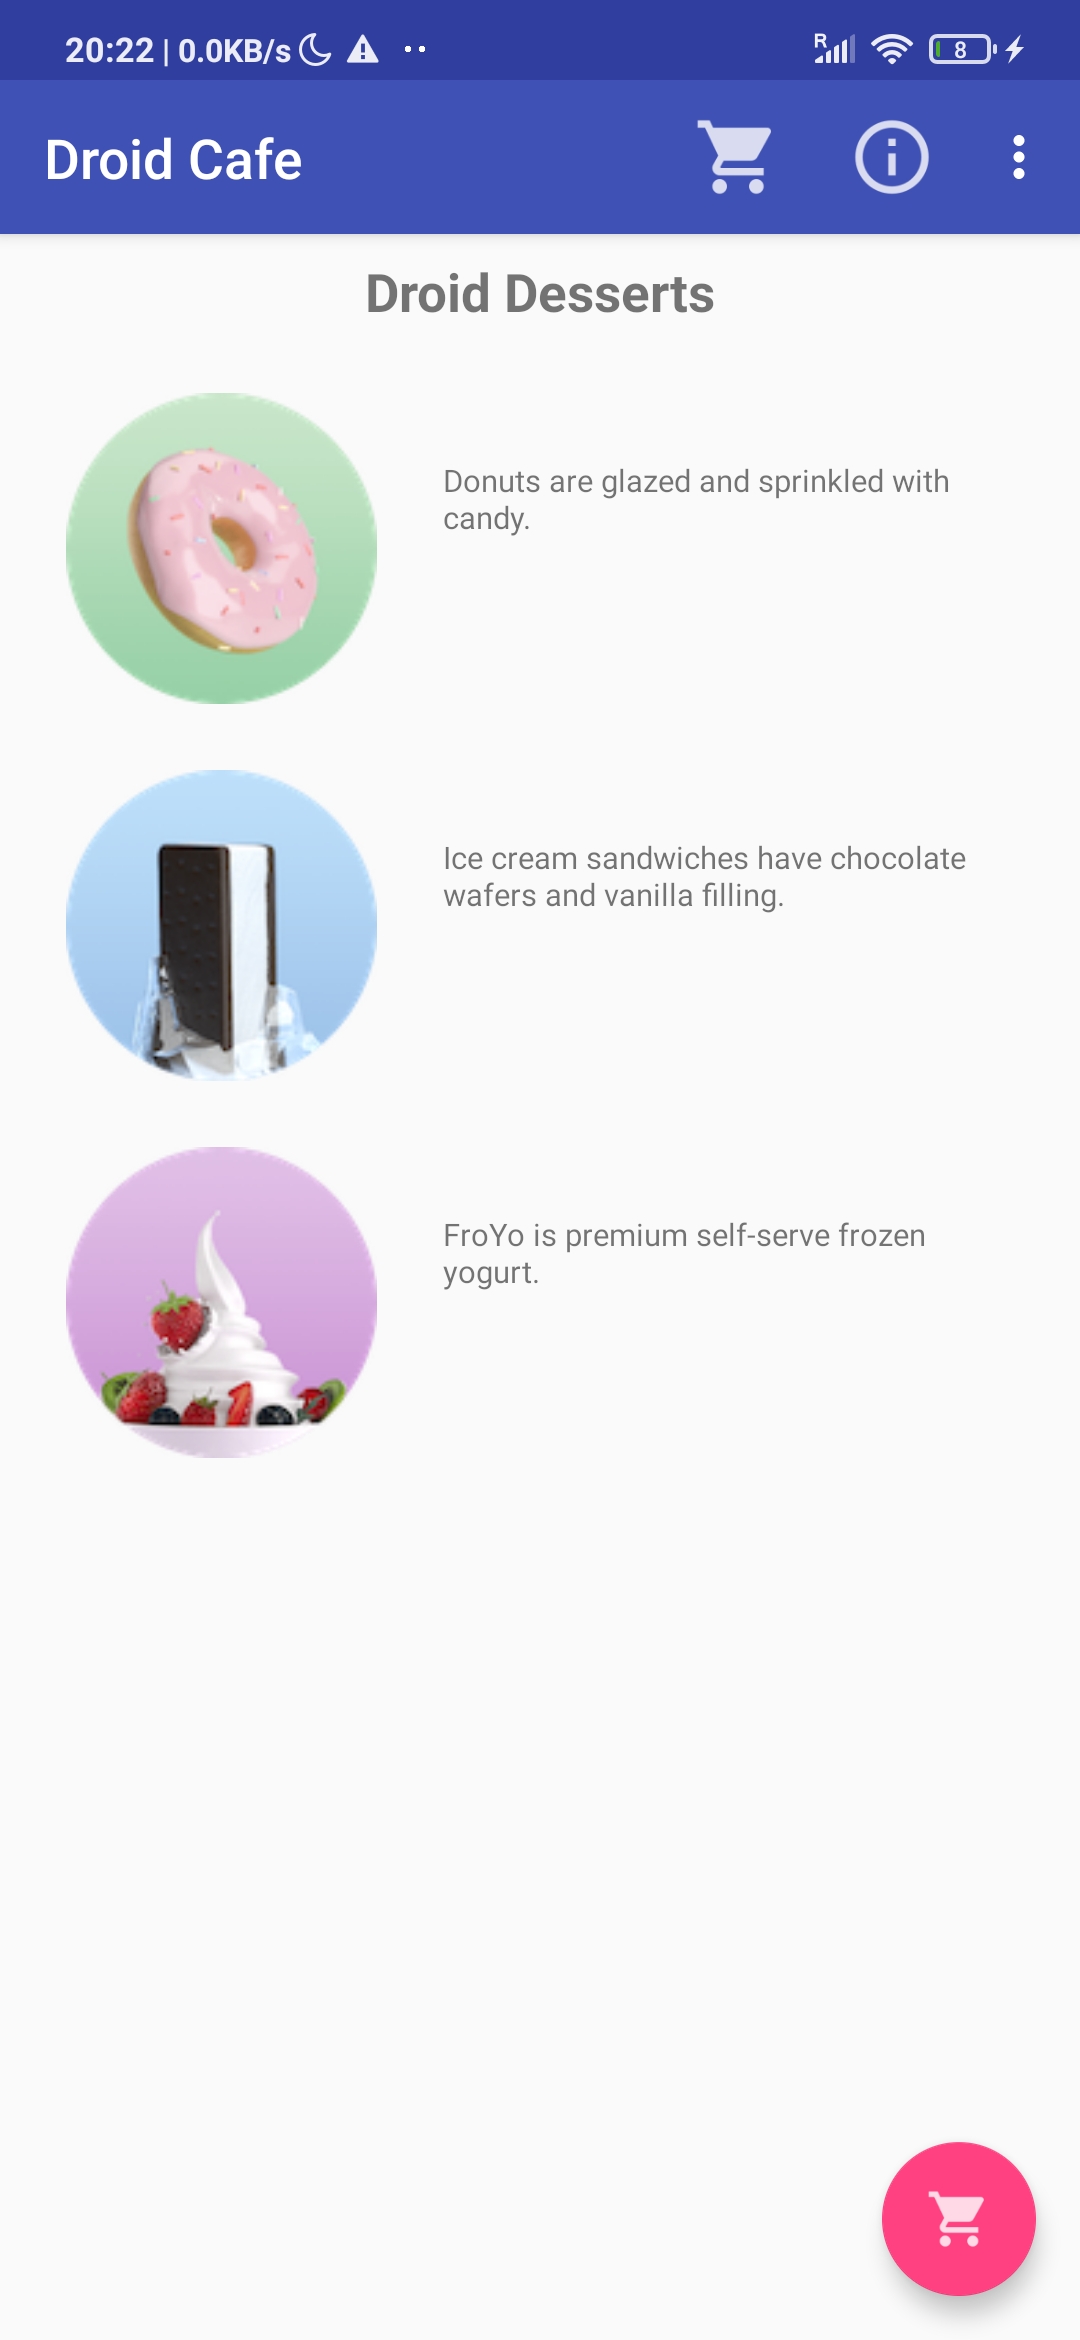 20:22 | 0.0KB/s
R
8
Droid Cafe
Droid Desserts
Donuts are glazed and sprinkled with
candy.
Ice cream sandwiches have chocolate
wafers and vanilla filling.
FroYo is premium self-serve frozen
yogurt.